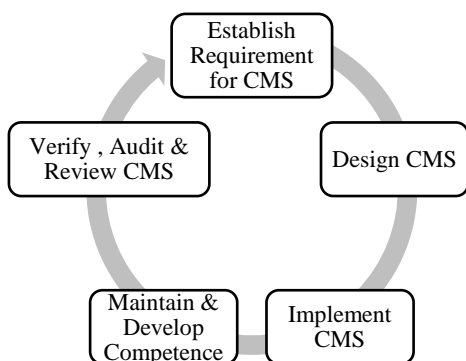 Establish
Requirement
for CMS
Design CMS
Implement
CMS
Maintain &
Develop
Competence
Verify , Audit &
Review CMS